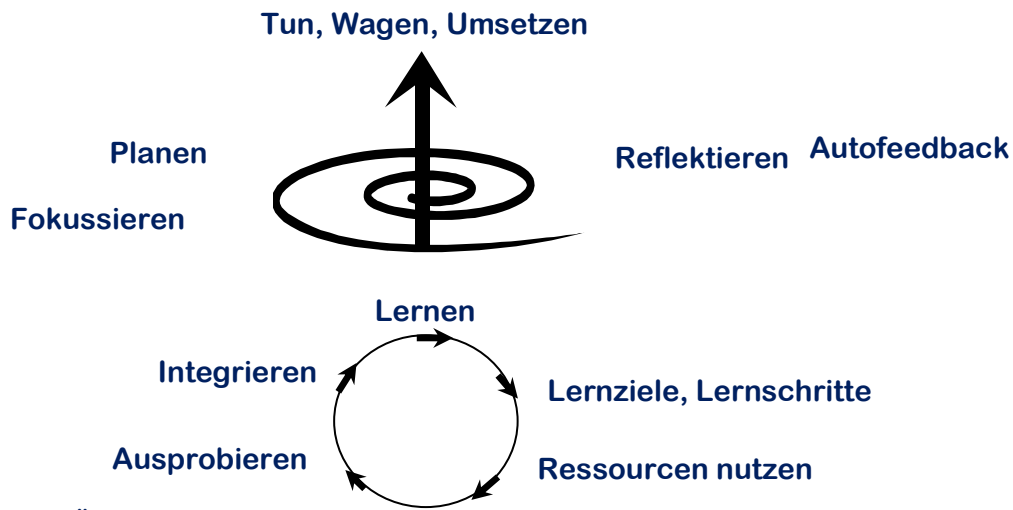 Tun, Wagen, Umsetzen
Planen
Reflektieren Autofeedback
Fokussieren
Lernen
Integrieren
Lernziele, Lernschritte
Ausprobieren
Ressourcen nutzen